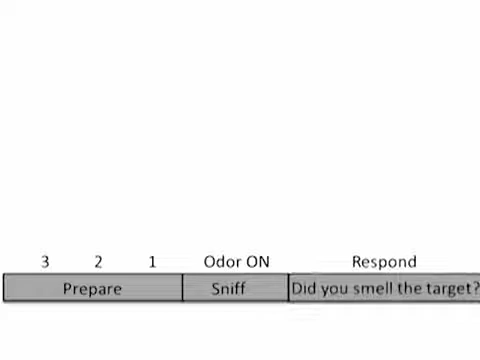 3 2 1 Odor ON Respond
Prepare Sniff Did you smell the target?